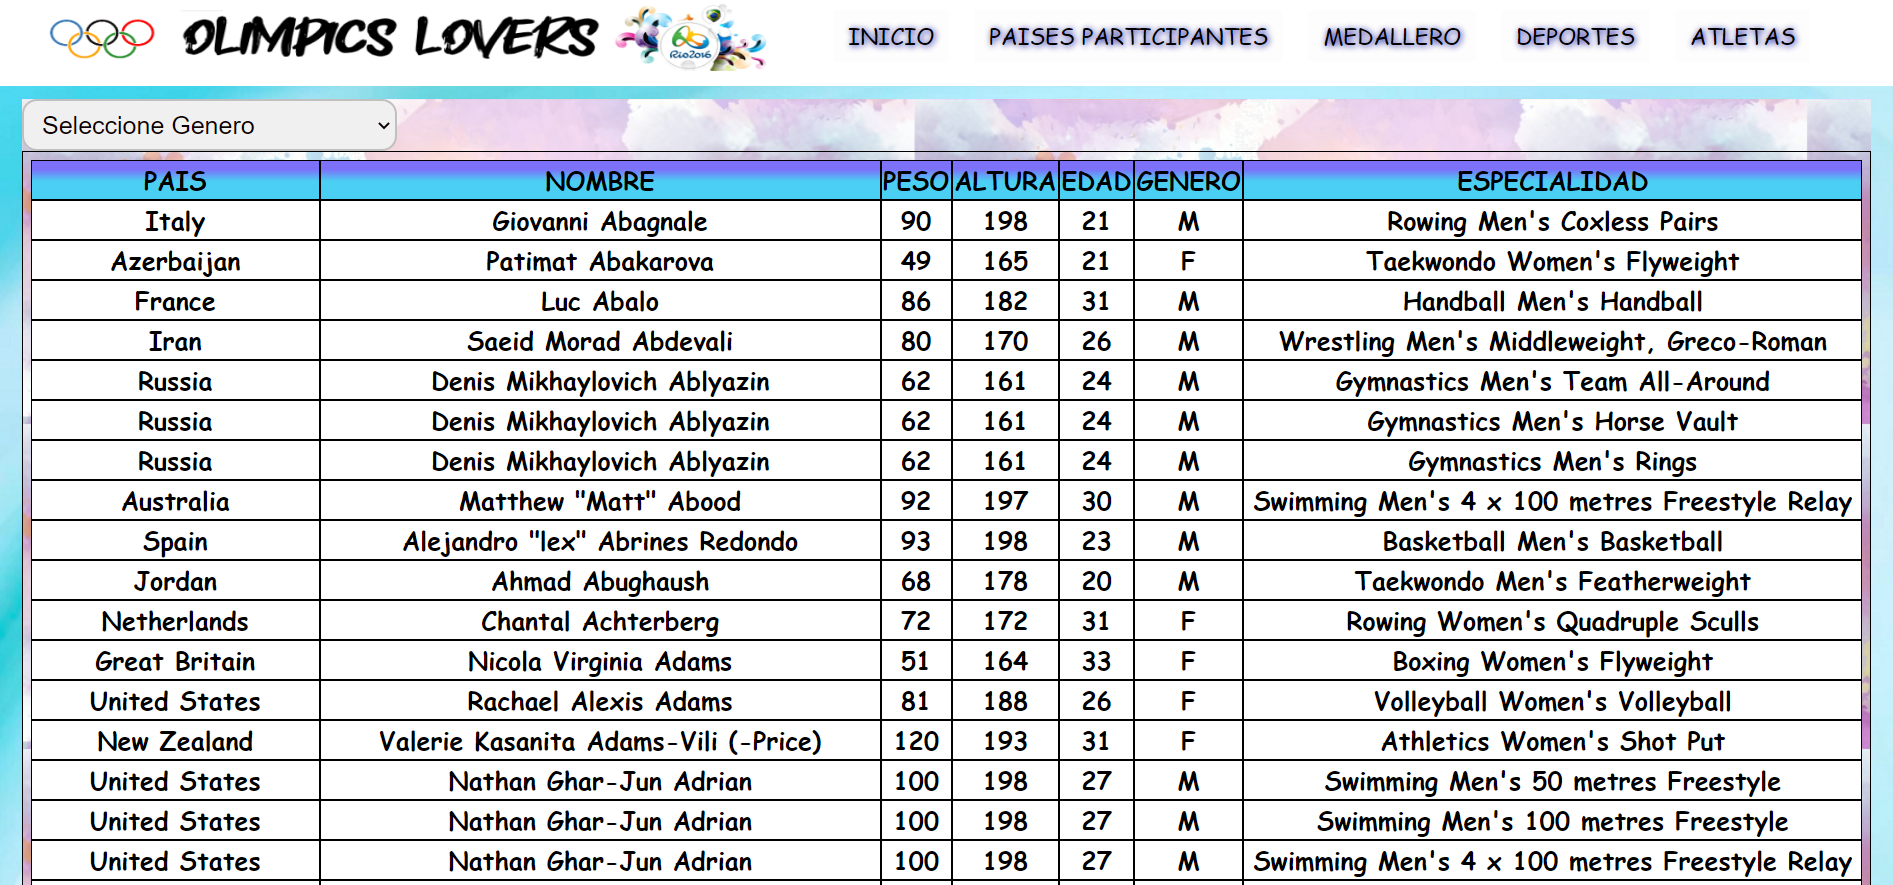 OLIMPICS LOVERS Rio2016 INICIO PAISES PARTICIPANTES MEDALLERO DEPORTES ATLETAS
Seleccione Genero
PAIS NOMBRE PESO ALTURA EDAD GENERO ESPECIALIDAD
Italy Giovanni Abagnale 90 198 21 M Rowing Men's Coxless Pairs
Azerbaijan Patimat Abakarova 49 165 21 F Taekwondo Women's Flyweight
France Luc Abalo 86 182 31 M Handball Men's Handball
Iran Saeid Morad Abdevali 80 170 26 M Wrestling Men's Middleweight, Greco-Roman
Russia Denis Mikhaylovich Ablyazin 62 161 24 M Gymnastics Men's Team All-Around
Russia Denis Mikhaylovich Ablyazin 62 161 24 M Gymnastics Men's Horse Vault
Russia Denis Mikhaylovich Ablyazin 62 161 24 M Gymnastics Men's Rings
Australia Matthew "Matt" Abood 92 197 30 M Swimming Men's 4 x 100 metres Freestyle Relay
Spain Alejandro "lex" Abrines Redondo 93 198 23 M Basketball Men's Basketball
Jordan Ahmad Abughaush 68 178 20 M Taekwondo Men's Featherweight
Netherlands Chantal Achterberg 72 172 31 F Rowing Women's Quadruple Sculls
Great Britain Nicola Virginia Adams 51 164 33 F Boxing Women's Flyweight
United States Rachael Alexis Adams 81 188 26 F Volleyball Women's Volleyball
New Zealand Valerie Kasanita Adams-Vili (-Price) 120 193 31 F Athletics Women's Shot Put
United States Nathan Ghar-Jun Adrian 100 198 27 M Swimming Men's 50 metres Freestyle
United States Nathan Ghar-Jun Adrian 100 198 27 M Swimming Men's 100 metres Freestyle
United States Nathan Ghar-Jun Adrian 100 198 27 M Swimming Men's 4 x 100 metres Freestyle Relay